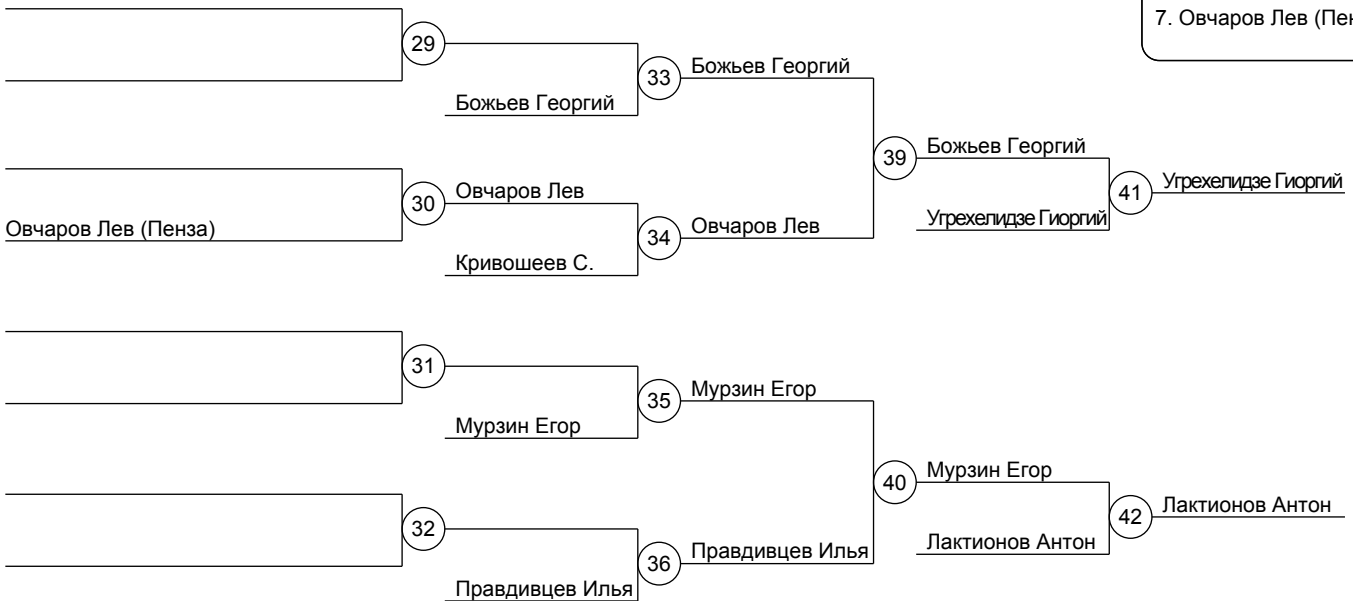 7. Овчаров Лев (Пен
29
33
Божьев Георгий
Божьев Георгий
39
Божьев Георгий
41
Угрехелидзе Гиоргий
30
Овчаров Лев
Овчаров Лев (Пенза)
Угрехелидзе Гиоргий
34
Овчаров Лев
Кривошеев С.
31
35
Мурзин Егор
Мурзин Егор
40
Мурзин Егор
42
Лактионов Антон
32
Лактионов Антон
36
Правдивцев Илья
Правдивцев Илья